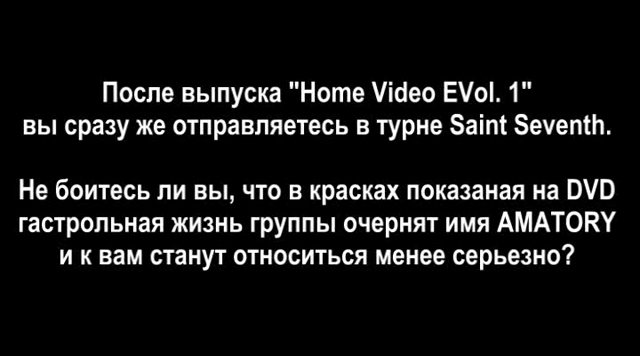 После выпуска "Home Video EVol. 1"
вы сразу же отправляетесь в турне Saint Seventh.
Не боитесь ли вы, что в красках показаная на DVD
гастрольная жизнь группы очернят имя AMATORY
и к вам станут относиться менее серьезно?